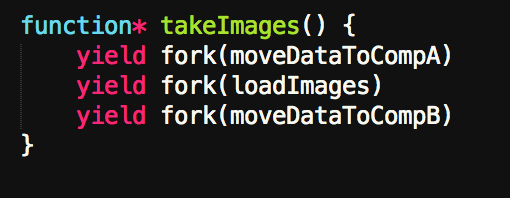 function* takeImages() {
    yield fork(moveDataToCompA)
    yield fork(loadImages)
    yield fork(moveDataToCompB)
}